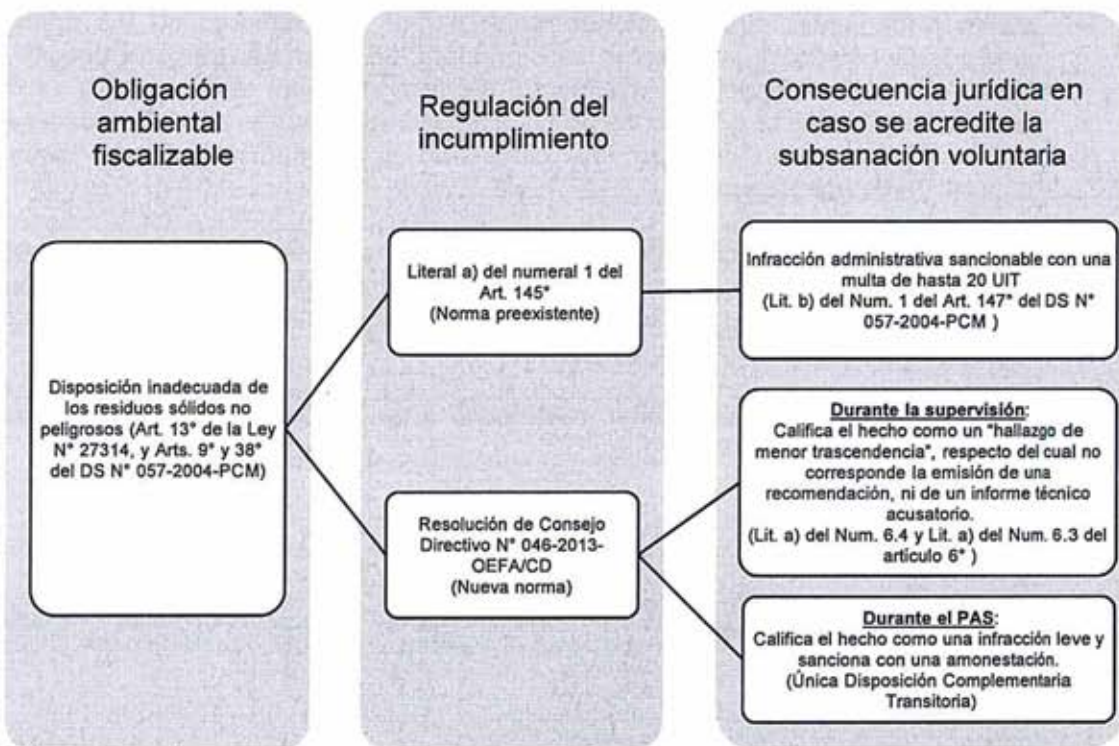 Obligación
ambiental
fiscalizable
Disposición inadecuada de
los residuos sólidos no
peligrosos (Art. 13° de la Ley
N° 27314, y Arts. 9° y 38°
del DS N° 057-2004-PCM)
Regulación del
incumplimiento
Literal a) del numeral 1 del
Art. 145°
(Norma preexistente)
Resolución de Consejo
Directivo N° 046-2013-
OEFA/CD
(Nueva norma)
Consecuencia jurídica en
caso se acredite la
subsanación voluntaria
Infracción administrativa sancionable con una
multa de hasta 20 UIT
(Lit. b) del Num. 1 del Art. 147° del DS N°
057-2004-PCM )
Durante la supervisión:
Califica el hecho como un "hallazgo de
menor trascendencia", respecto del cual no
corresponde la emisión de una
recomendación, ni de un informe técnico
acusatorio.
(Lit. a) del Num. 6.4 y Lit. a) del Num. 6.3 del
artículo 6° )
Durante el PAS:
Califica el hecho como una infracción leve y
sanciona con una amonestación.
(Única Disposición Complementaria
Transitoria)